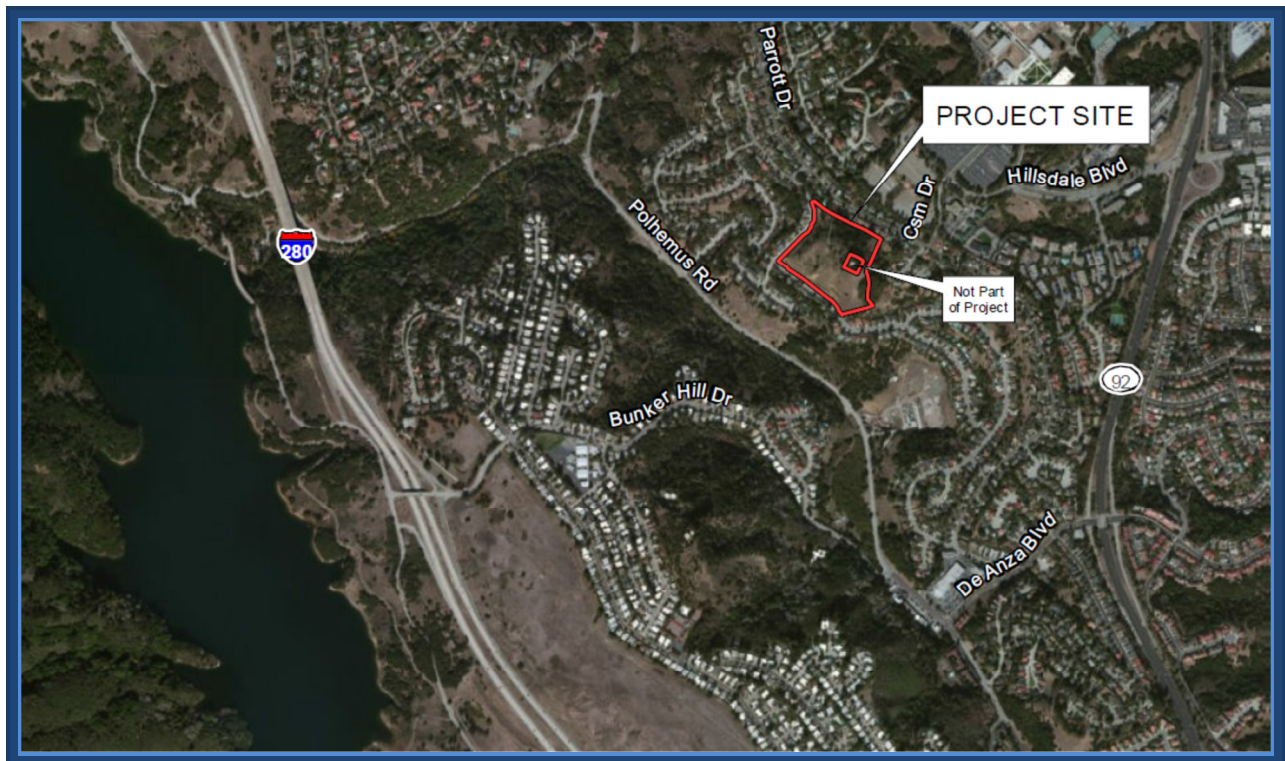 Parrott Dr
PROJECT SITE
Hillsdale Blvd
Csm Dr
Polhemus Rd
280
Not Part
of Project
92
Bunker Hill Dr
De Anza Blvd